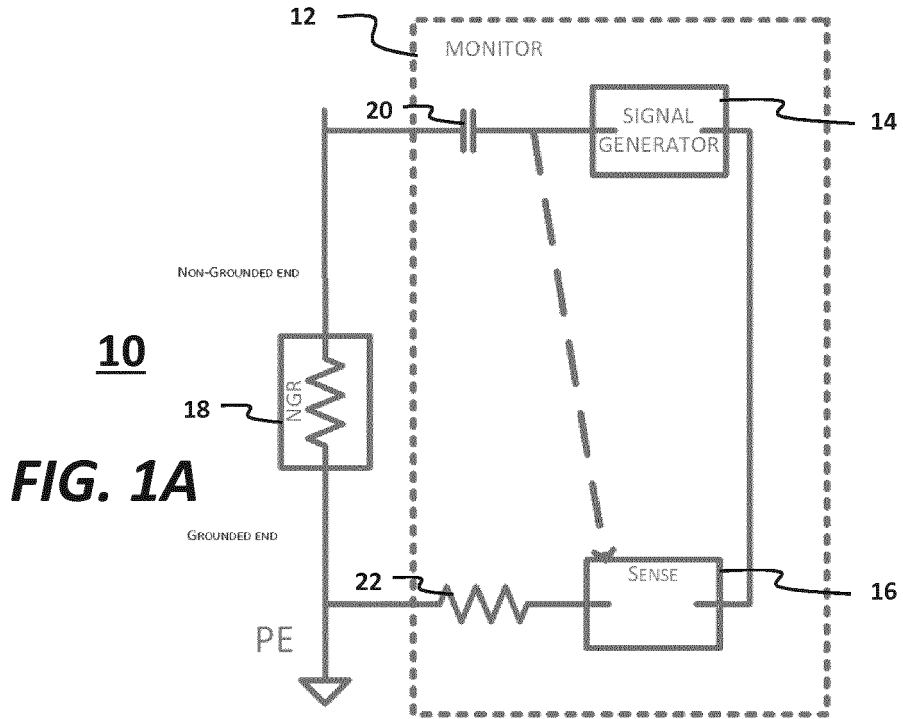 12
MONITOR
20
SIGNAL
GENERATOR
14
NON-GROUNDED END
10
NGR
18
FIG. 1A
GROUNDED END
22
SENSE
16
PE